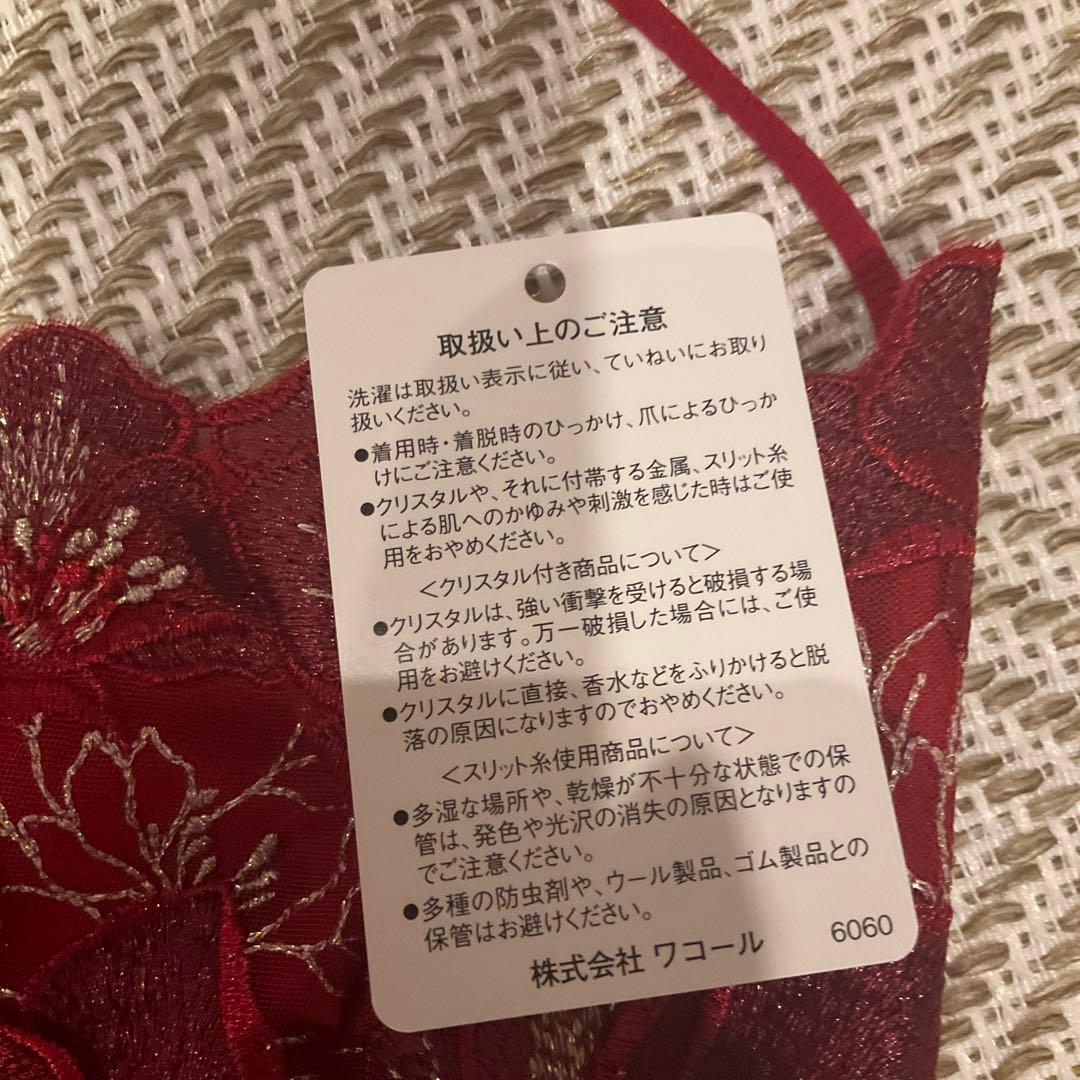 取扱い上のご注意
洗濯は取扱い表示に従い、ていねいにお取り
扱いください。
●着用時・着脱時のひっかけ、爪によるひっか
けにご注意ください。
●クリスタルや、それに付帯する金属、スリット糸
による肌へのかゆみや刺激を感じた時はご使
用をおやめください。
<クリスタル付き商品について>
●クリスタルは、強い衝撃を受けると破損する場
合があります。万一破損した場合には、ご使
用をお避けください。
●クリスタルに直接、香水などをふりかけると脱
落の原因になりますのでおやめください。
<スリット糸使用商品について>
●多湿な場所や、乾燥が不十分な状態での保
管は、発色や光沢の消失の原因となりますの
でご注意ください。
●多種の防虫剤や、ウール製品、ゴム製品との
保管はお避けください。
株式会社 ワコール
6060